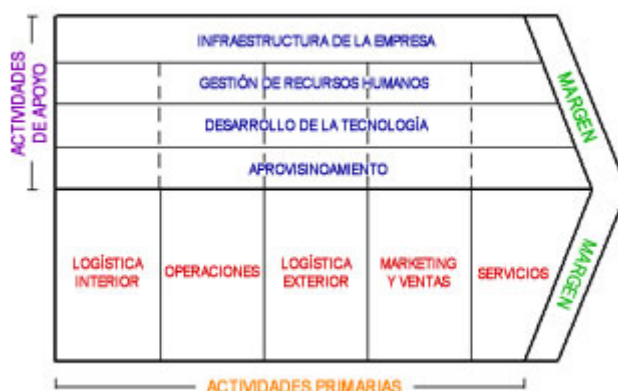 ACTIVIDADES
DE APOYO
INFRAESTRUCTURA DE LA EMPRESA
GESTIÓN DE RECURSOS HUMANOS
DESARROLLO DE LA TECNOLOGÍA
APROVISINOAMIENTO
MARGEN
LOGÍSTICA
INTERIOR
OPERACIONES
LOGÍSTICA
EXTERIOR
MARKETING
Y VENTAS
SERVICIOS
MARGEN
ACTIVIDADES PRIMARIAS